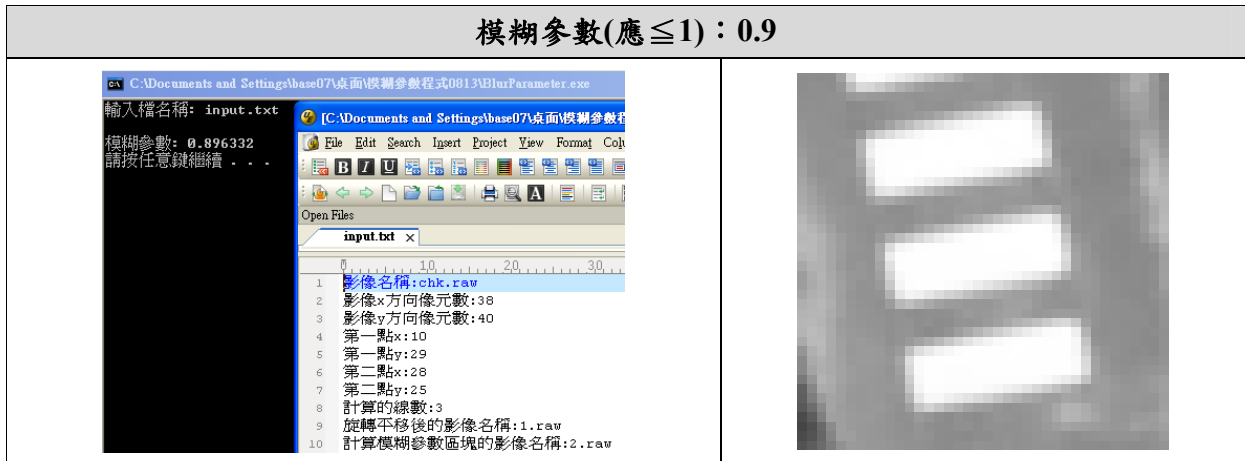 模糊參數(應≦1)：0.9
C:\Documents and Settings\base07\桌面\模糊參數程式0813\BlurParameter.exe
輸入檔名稱: input.txt
模糊參數: 0.896332
請按任意鍵繼續 . . .
[C:\Documents and Settings\base07\桌面\模糊參數程
File Edit Search Insert Project View Format Colu
B I U
A
Open Files
input.txt x
0 10 20 30
1 影像名稱:chk.raw
2 影像x方向像元數:38
3 影像y方向像元數:40
4 第一點x:10
5 第一點y:29
6 第二點x:28
7 第二點y:25
8 計算的線數:3
9 旋轉平移後的影像名稱:1.raw
10 計算模糊參數區塊的影像名稱:2.raw